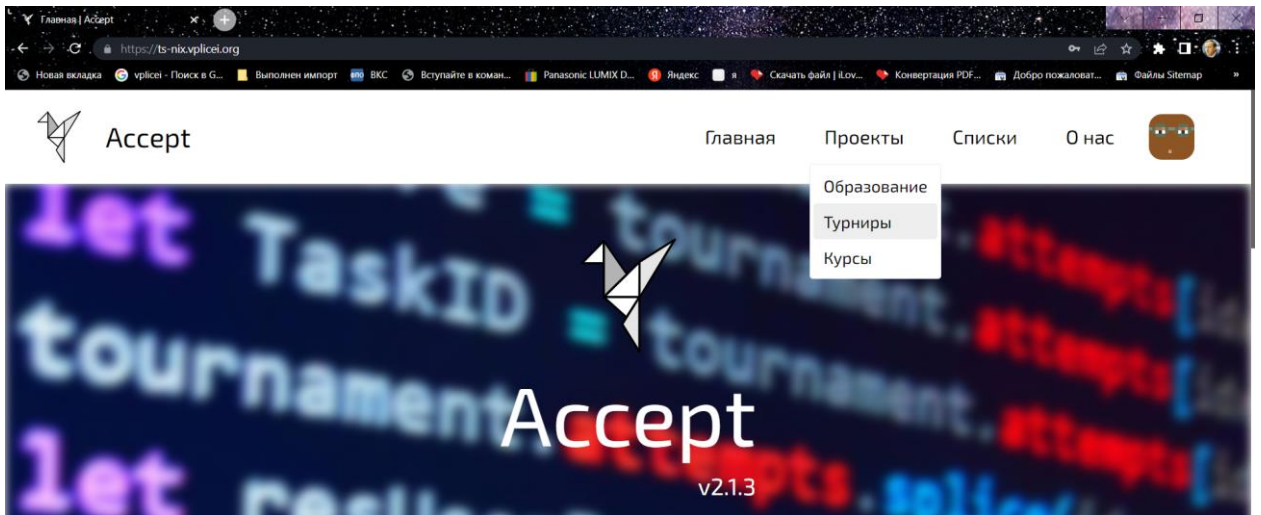 Главная | Accept
https://ts-nix.vplicei.org
Новая вкладка vplicei - Поиск в G... Выполнен импорт ВКС Вступайте в коман... Panasonic LUMIX D... Яндекс я Скачать файл | iLov... Конвертация PDF... Добро пожаловат... Файлы Sitemap »
Accept Главная Проекты Списки О нас
Образование
Турниры
Курсы
let TaskID = tournament.attempts[
tournament.attempts.splice(
let
Accept
v2.1.3